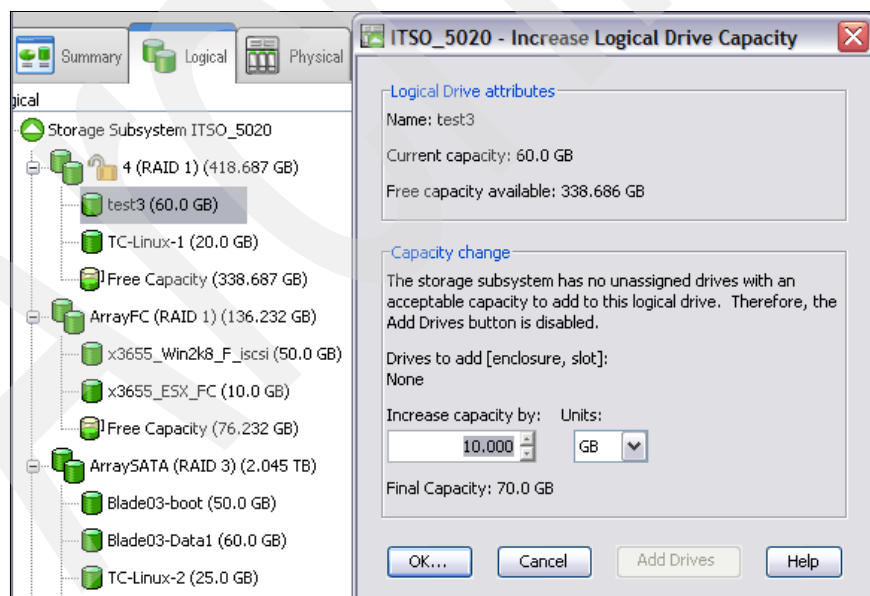 Summary
Logical
Physical
gical
Storage Subsystem ITSO_5020
4 (RAID 1) (418.687 GB)
test3 (60.0 GB)
TC-Linux-1 (20.0 GB)
Free Capacity (338.687 GB)
ArrayFC (RAID 1) (136.232 GB)
x3655_Win2k8_F_iscsi (50.0 GB)
x3655_ESX_FC (10.0 GB)
Free Capacity (76.232 GB)
ArraySATA (RAID 3) (2.045 TB)
Blade03-boot (50.0 GB)
Blade03-Data1 (60.0 GB)
TC-Linux-2 (25.0 GB)
ITSO_5020 - Increase Logical Drive Capacity
Logical Drive attributes
Name: test3
Current capacity: 60.0 GB
Free capacity available: 338.686 GB
Capacity change
The storage subsystem has no unassigned drives with an
acceptable capacity to add to this logical drive. Therefore, the
Add Drives button is disabled.
Drives to add [enclosure, slot]:
None
Increase capacity by: Units:
10.000 GB
Final Capacity: 70.0 GB
OK... Cancel Add Drives Help